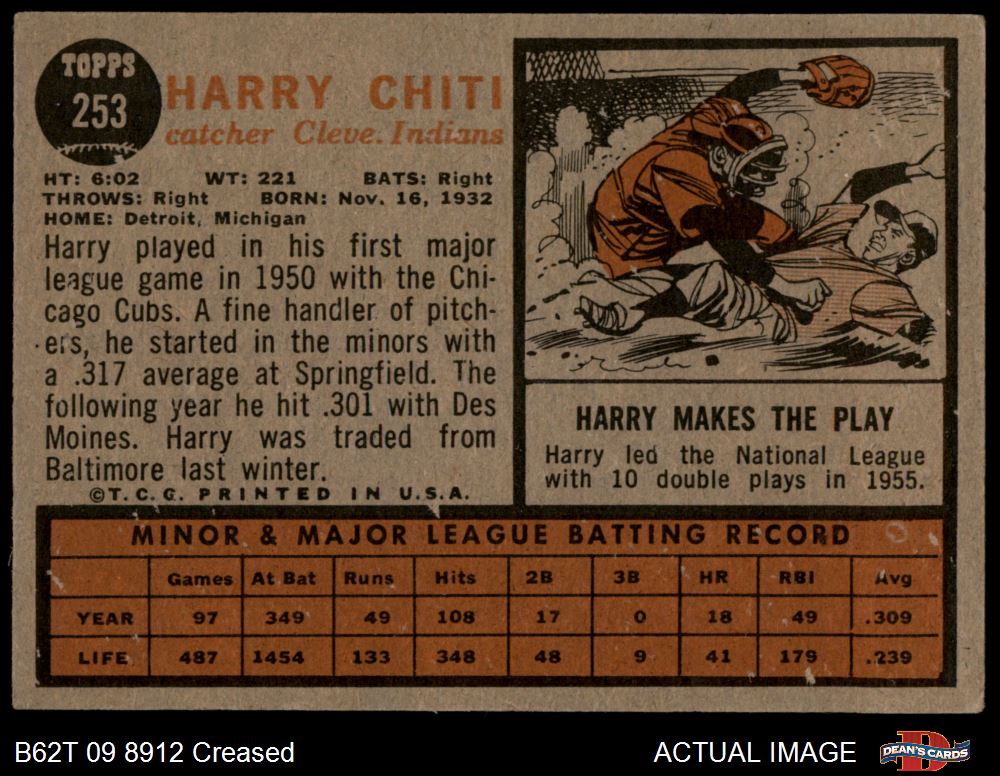 TOPPS
253
HARRY CHITI
catcher Cleve. Indians
HT: 6:02 WT: 221 BATS: Right
THROWS: Right BORN: Nov. 16, 1932
HOME: Detroit, Michigan
Harry played in his first major
league game in 1950 with the Chi-
cago Cubs. A fine handler of pitch-
ers, he started in the minors with
a .317 average at Springfield. The
following year he hit .301 with Des
Moines. Harry was traded from
Baltimore last winter.
©T.C.G. PRINTED IN U.S.A.
HARRY MAKES THE PLAY
Harry led the National League
with 10 double plays in 1955.
MINOR & MAJOR LEAGUE BATTING RECORD
Games At Bat Runs Hits 2B 3B HR RBI Avg
YEAR 97 349 49 108 17 0 18 49 .309
LIFE 487 1454 133 348 48 9 41 179 .239
B62T 09 8912 Creased
ACTUAL IMAGE
D
DEAN'S CARDS